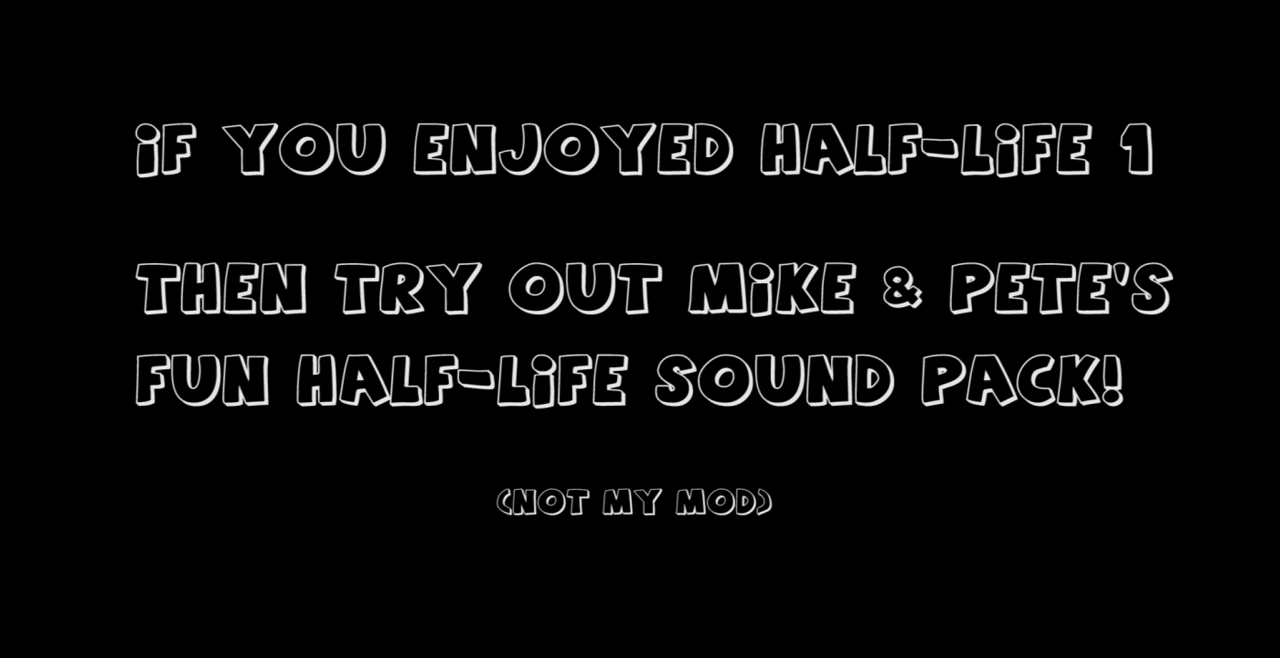 iF YOU ENJOYED HALF-LiFE 1
THEN TRY OUT MiKE & PETE'S
FUN HALF-LiFE SOUND PACK!
(NOT MY MOD)